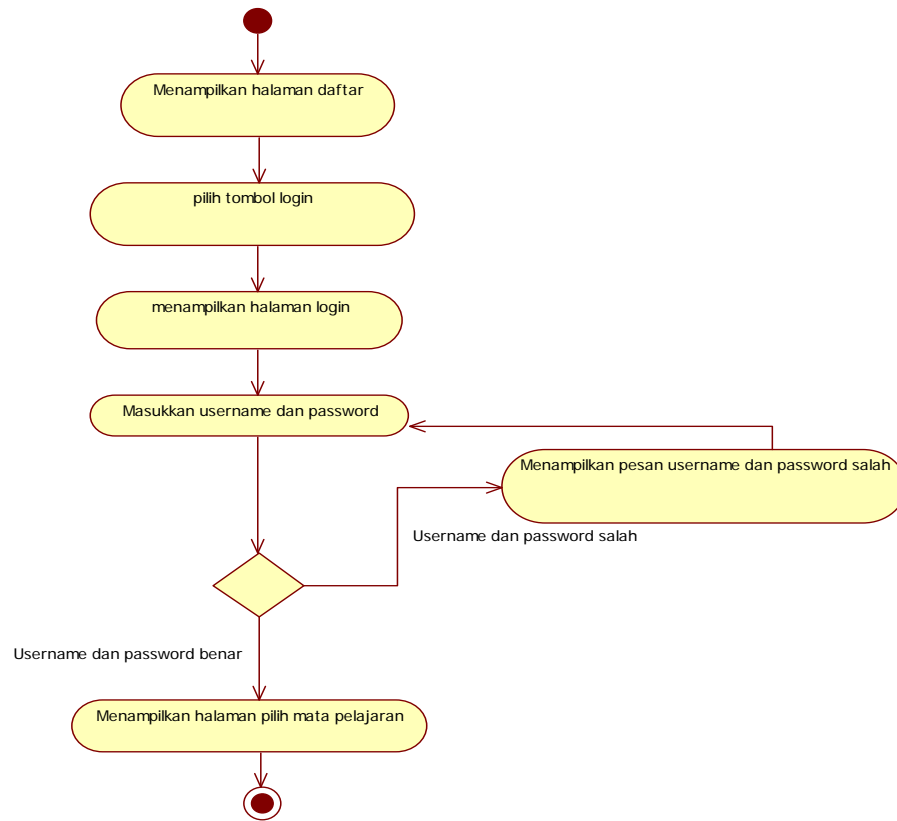 Menampilkan halaman daftar
pilih tombol login
menampilkan halaman login
Masukkan username dan password
Menampilkan pesan username dan password salah
Username dan password salah
Username dan password benar
Menampilkan halaman pilih mata pelajaran